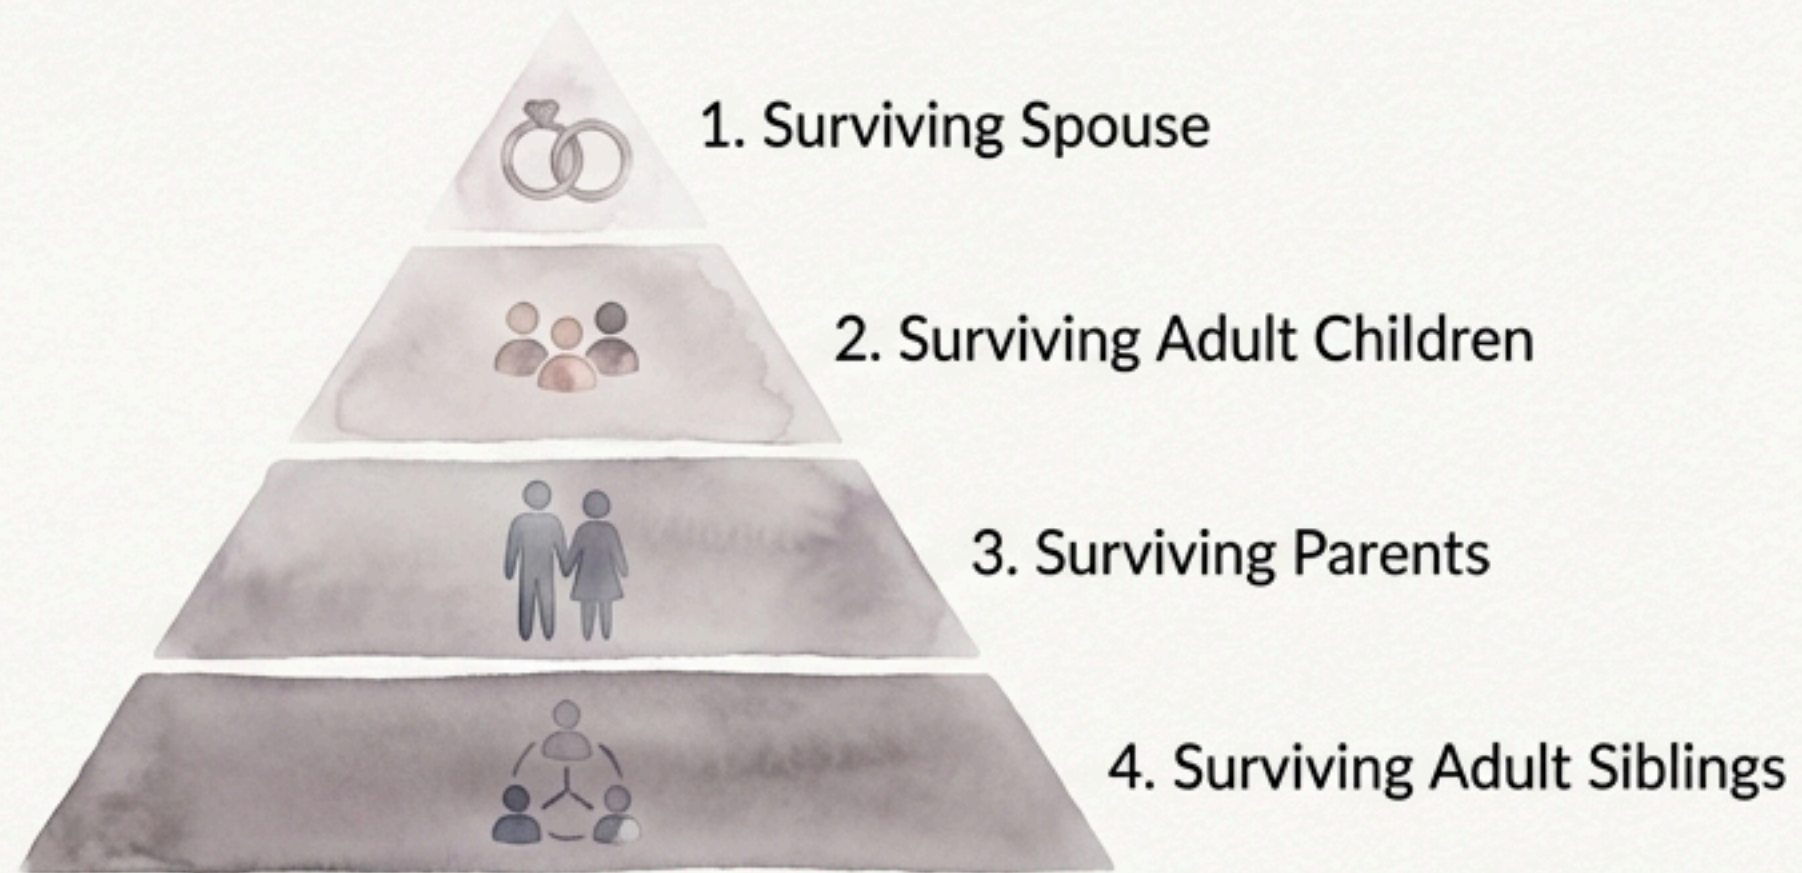 1. Surviving Spouse
2. Surviving Adult Children
3. Surviving Parents
4. Surviving Adult Siblings